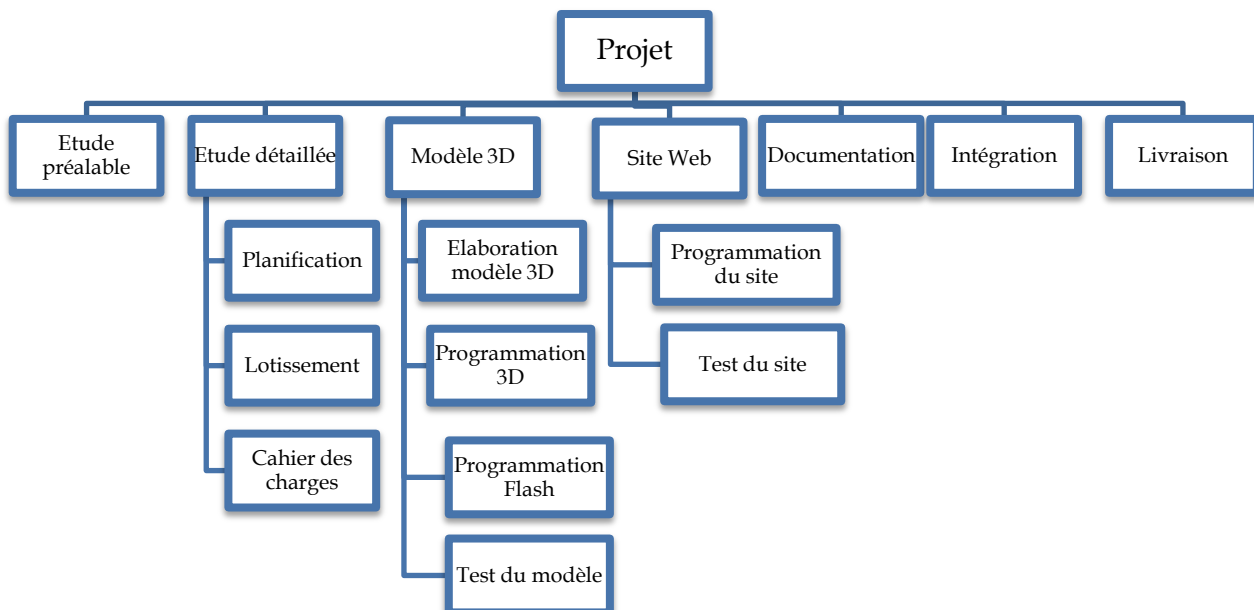 Projet
Etude
préalable
Etude détaillée
Modèle 3D
Site Web
Documentation
Intégration
Livraison
Planification
Lotissement
Cahier des
charges
Elaboration
modèle 3D
Programmation
3D
Programmation
Flash
Test du modèle
Programmation
du site
Test du site